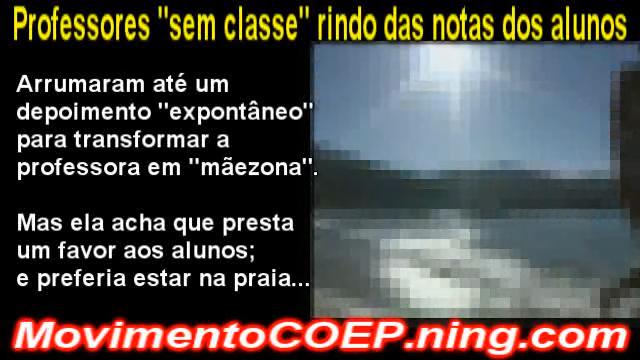 Professores "sem classe" rindo das notas dos alunos
Arrumaram até um
depoimento "expontâneo"
para transformar a
professora em "mãezona".
Mas ela acha que presta
um favor aos alunos;
e preferia estar na praia...
MovimentoCOEP.ning.com